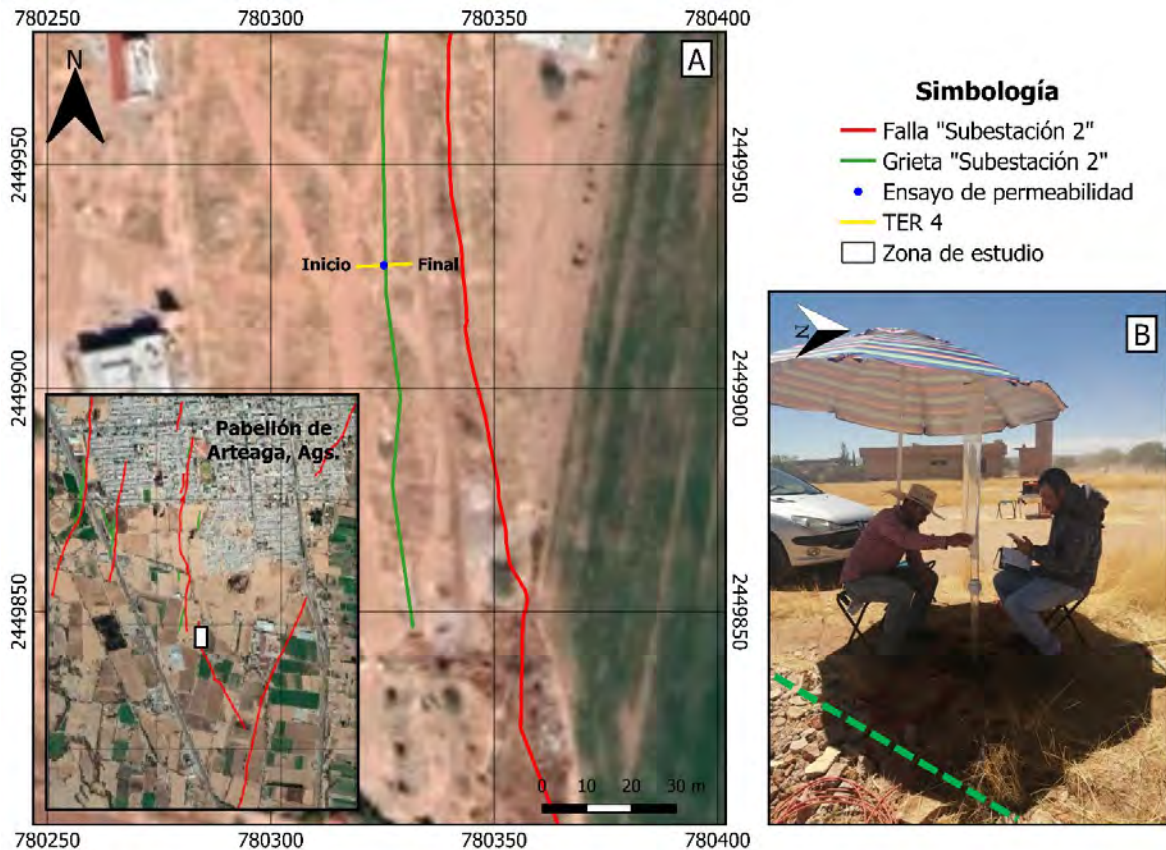 780250 780300 780350 780400
N
A
2449950
2449950
Inicio
Final
2449900
2449900
Pabellón de
Arteaga, Ags.
2449850
2449850
0 10 20 30 m
780250 780300 780350 780400
Simbología
Falla "Subestación 2"
Grieta "Subestación 2"
Ensayo de permeabilidad
TER 4
Zona de estudio
N
B